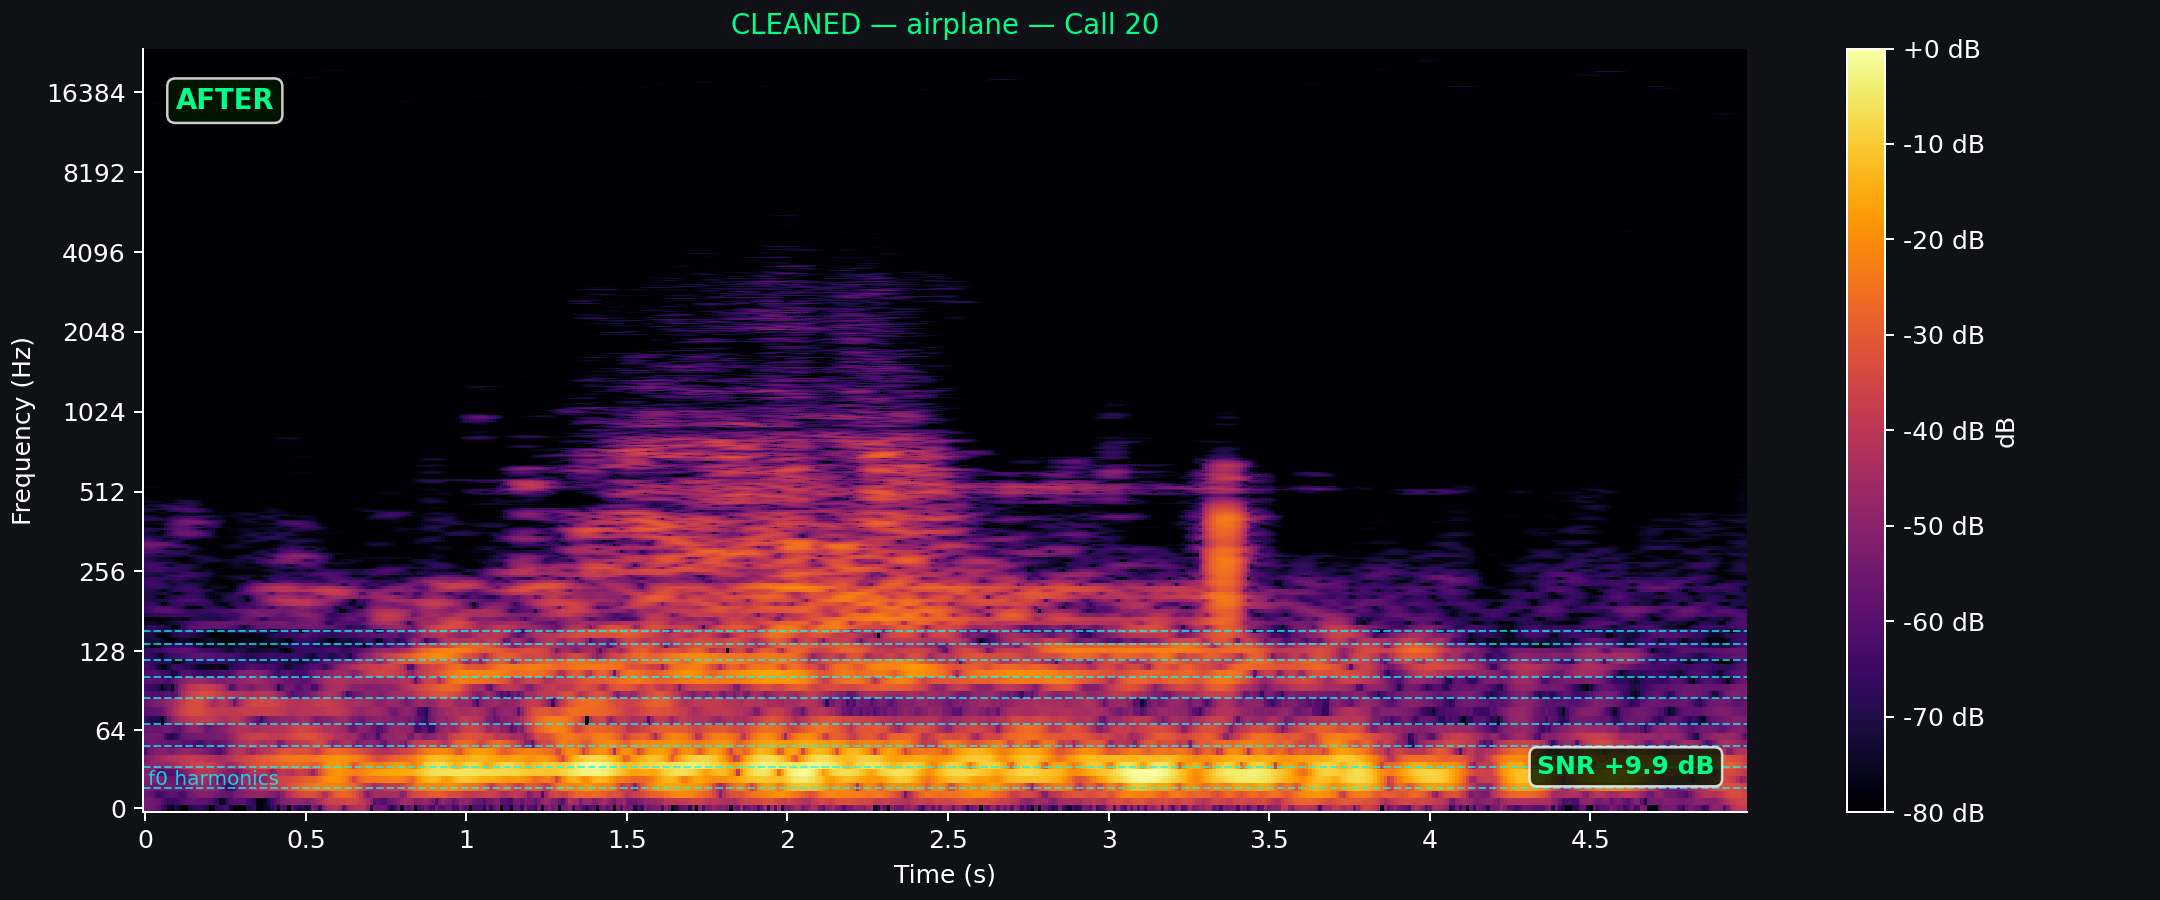 CLEANED — airplane — Call 20
AFTER
16384
8192
4096
2048
1024
512
256
128
64
0
Frequency (Hz)
f0 harmonics
SNR +9.9 dB
0
0.5
1
1.5
2
2.5
3
3.5
4
4.5
Time (s)
+0 dB
-10 dB
-20 dB
-30 dB
-40 dB
-50 dB
-60 dB
-70 dB
-80 dB
dB